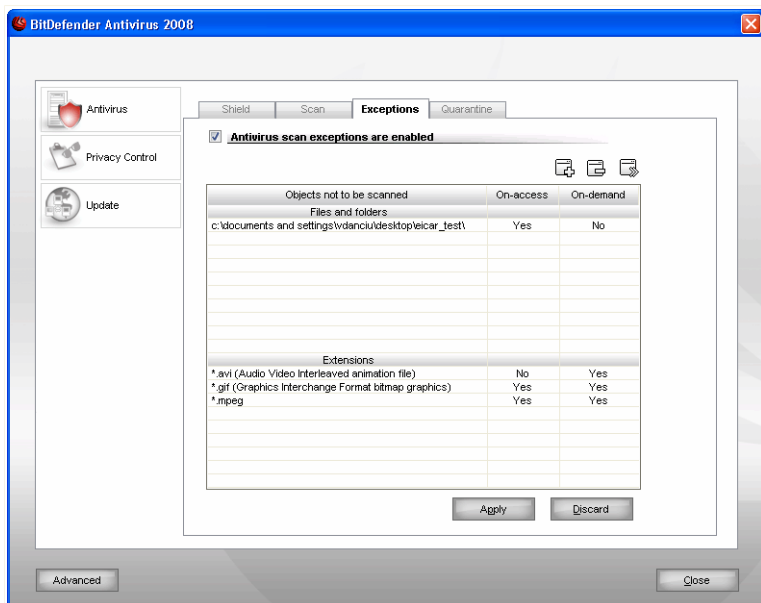 BitDefender Antivirus 2008
Antivirus
Privacy Control
Update
Shield Scan Exceptions Quarantine
Antivirus scan exceptions are enabled
Objects not to be scanned On-access On-demand
Files and folders
c:\documents and settings\vdanciu\desktop\eicar_test\ Yes No
Extensions
*.avi (Audio Video Interleaved animation file) No Yes
*.gif (Graphics Interchange Format bitmap graphics) Yes Yes
*.mpeg Yes Yes
Apply Discard
Advanced Close